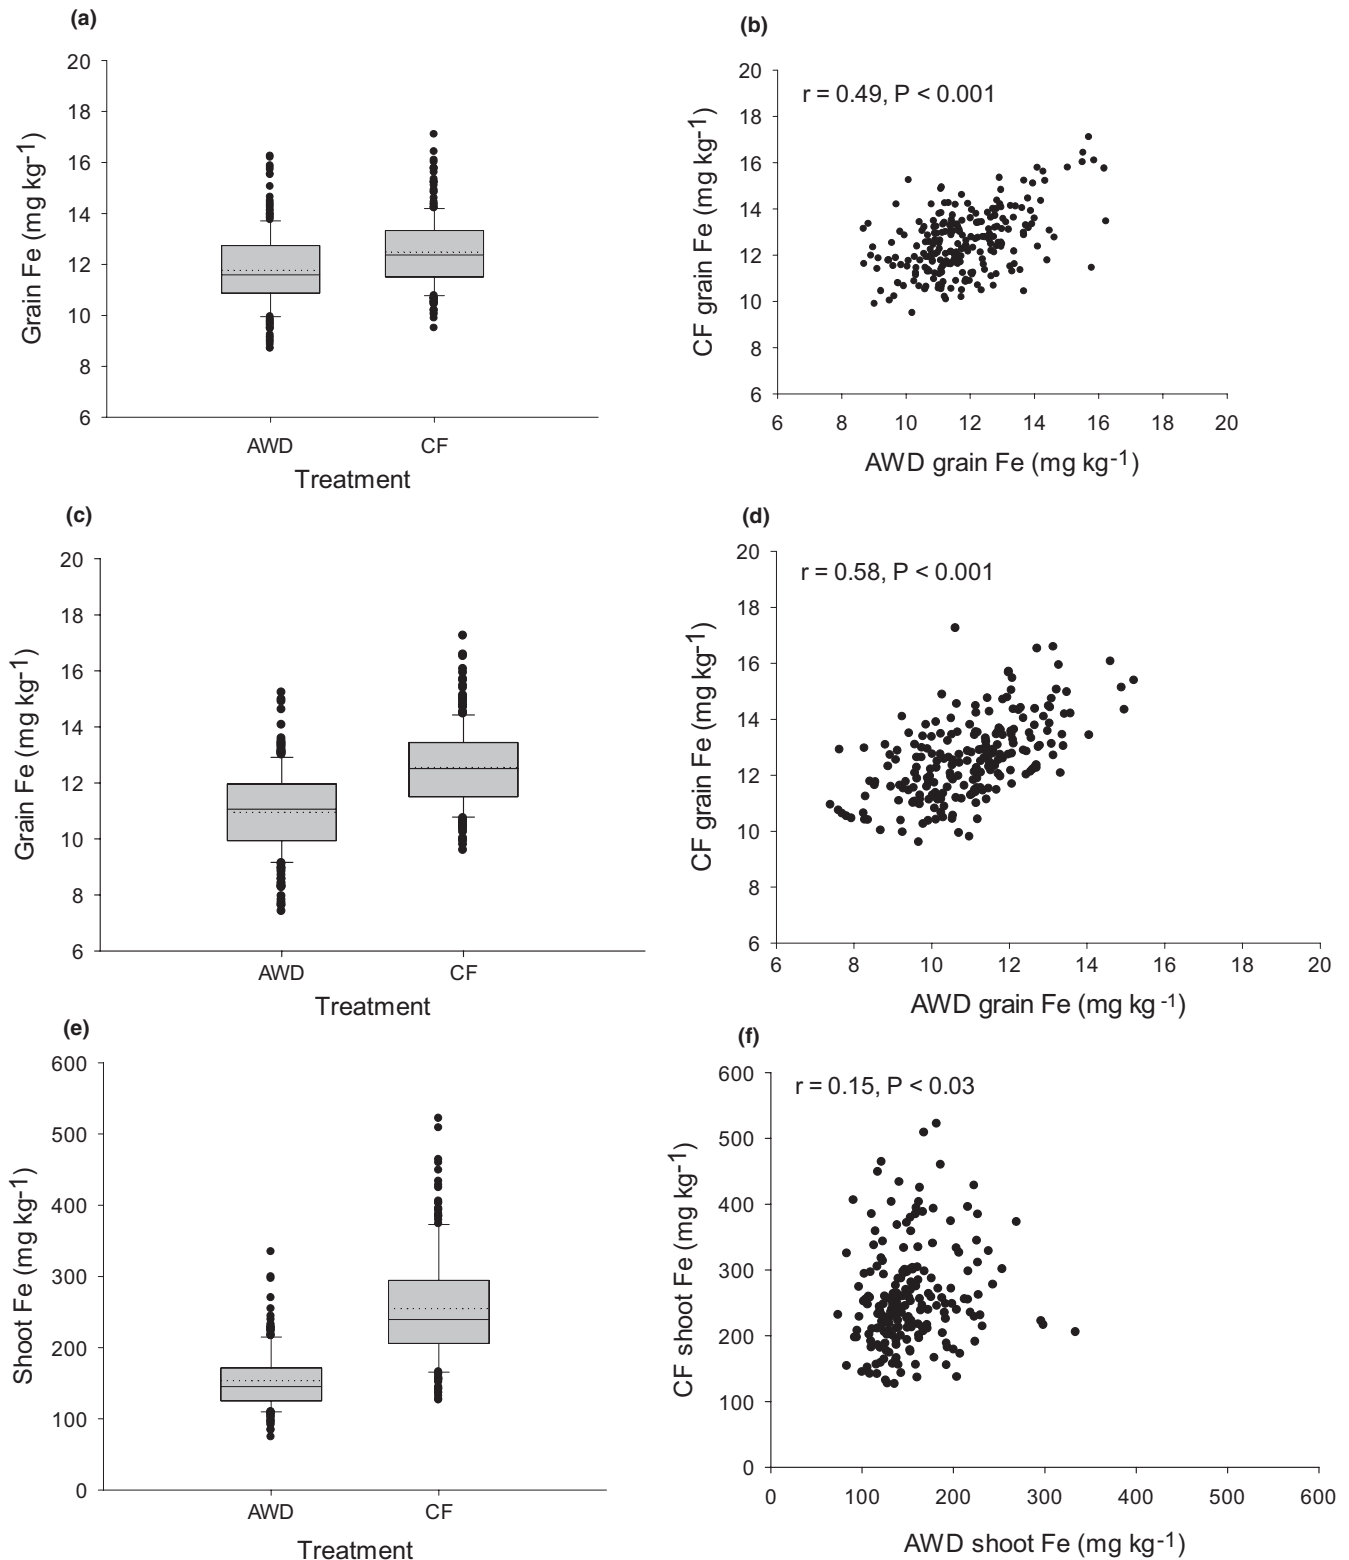 (a)
20
18
16
14
12
10
8
6
Grain Fe (mg kg-1)
AWD CF
Treatment
(b)
r = 0.49, P < 0.001
20
18
16
14
12
10
8
6
CF grain Fe (mg kg-1)
6 8 10 12 14 16 18 20
AWD grain Fe (mg kg-1)
(c)
20
18
16
14
12
10
8
6
Grain Fe (mg kg-1)
AWD CF
Treatment
(d)
r = 0.58, P < 0.001
20
18
16
14
12
10
8
6
CF grain Fe (mg kg-1)
6 8 10 12 14 16 18 20
AWD grain Fe (mg kg -1)
(e)
600
500
400
300
200
100
0
Shoot Fe (mg kg-1)
AWD CF
Treatment
(f)
r = 0.15, P < 0.03
600
500
400
300
200
100
0
CF shoot Fe (mg kg-1)
0 100 200 300 400 500 600
AWD shoot Fe (mg kg-1)